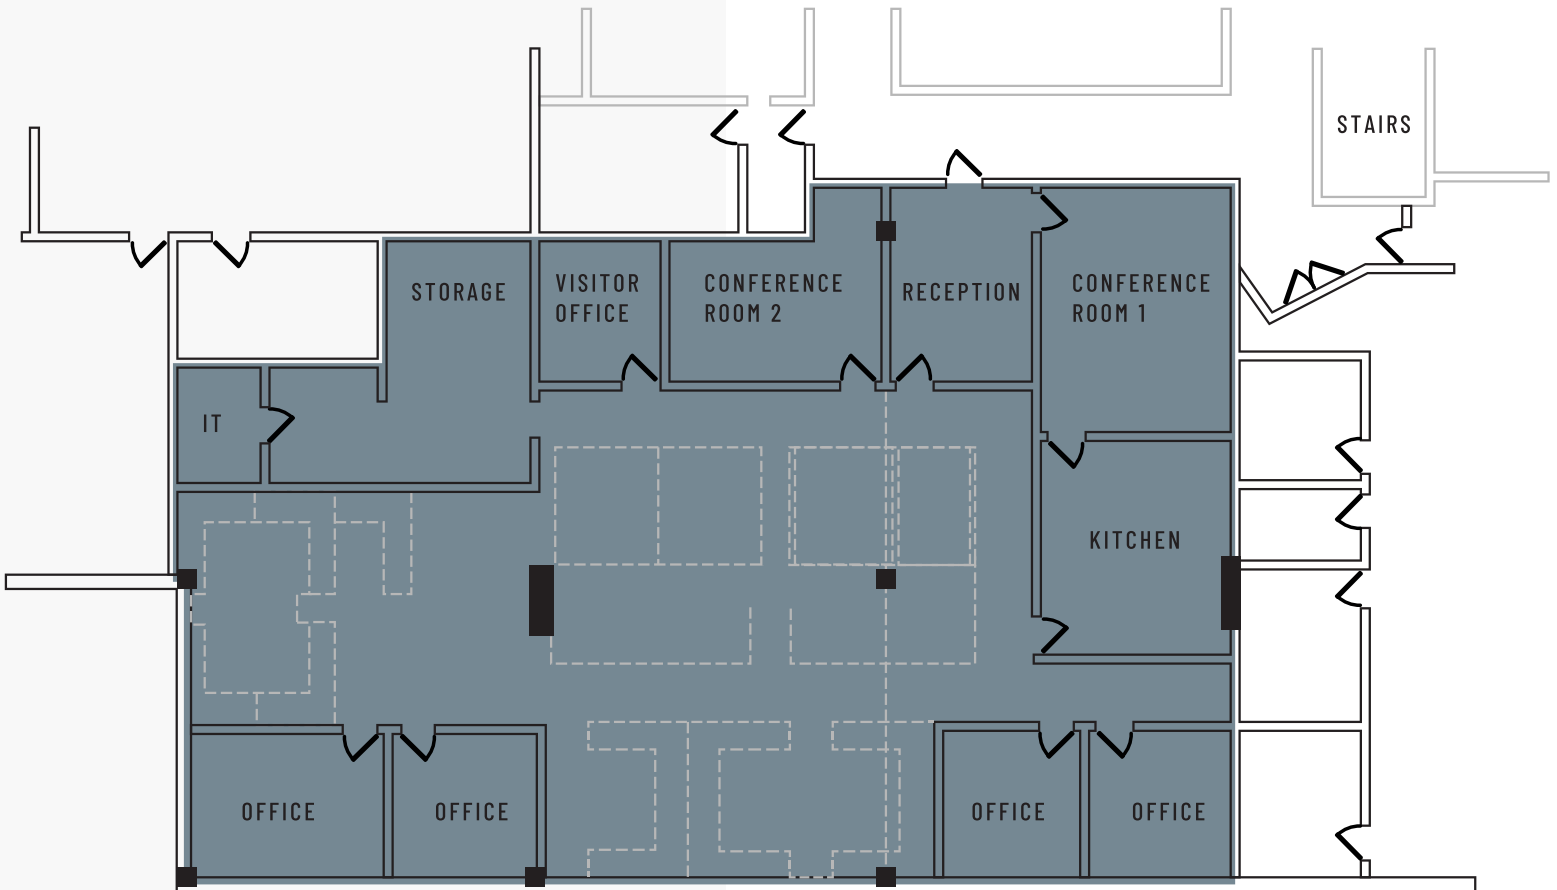 STAIRS
STORAGE
VISITOR
OFFICE
CONFERENCE
ROOM 2
RECEPTION
CONFERENCE
ROOM 1
IT
KITCHEN
OFFICE
OFFICE
OFFICE
OFFICE